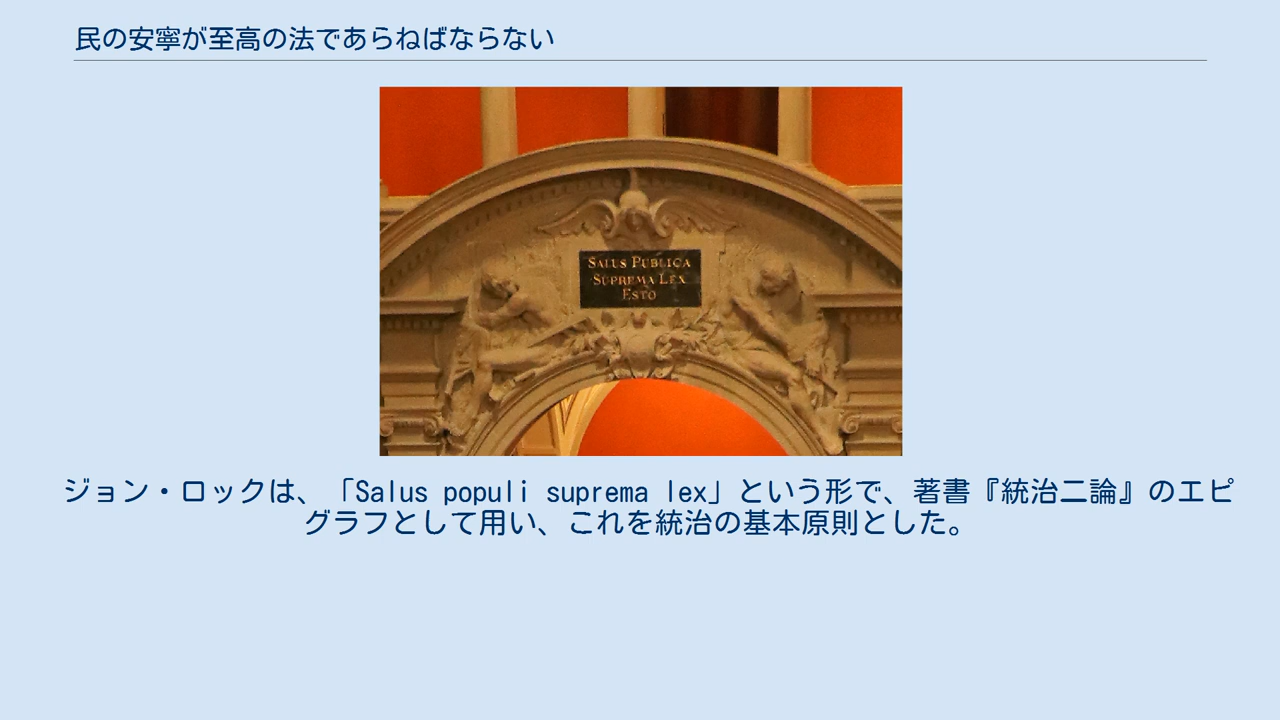 民の安寧が至高の法であらねばならない
SALUS PUBLICA
SUPREMA LEX
ESTO
ジョン・ロックは、「Salus populi suprema lex」という形で、著書『統治二論』のエピ
グラフとして用い、これを統治の基本原則とした。